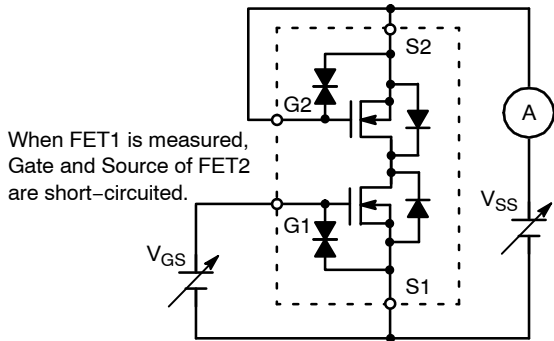 S2
G2
A
When FET1 is measured,
Gate and Source of FET2
are short−circuited.
G1
VSS
VGS
S1